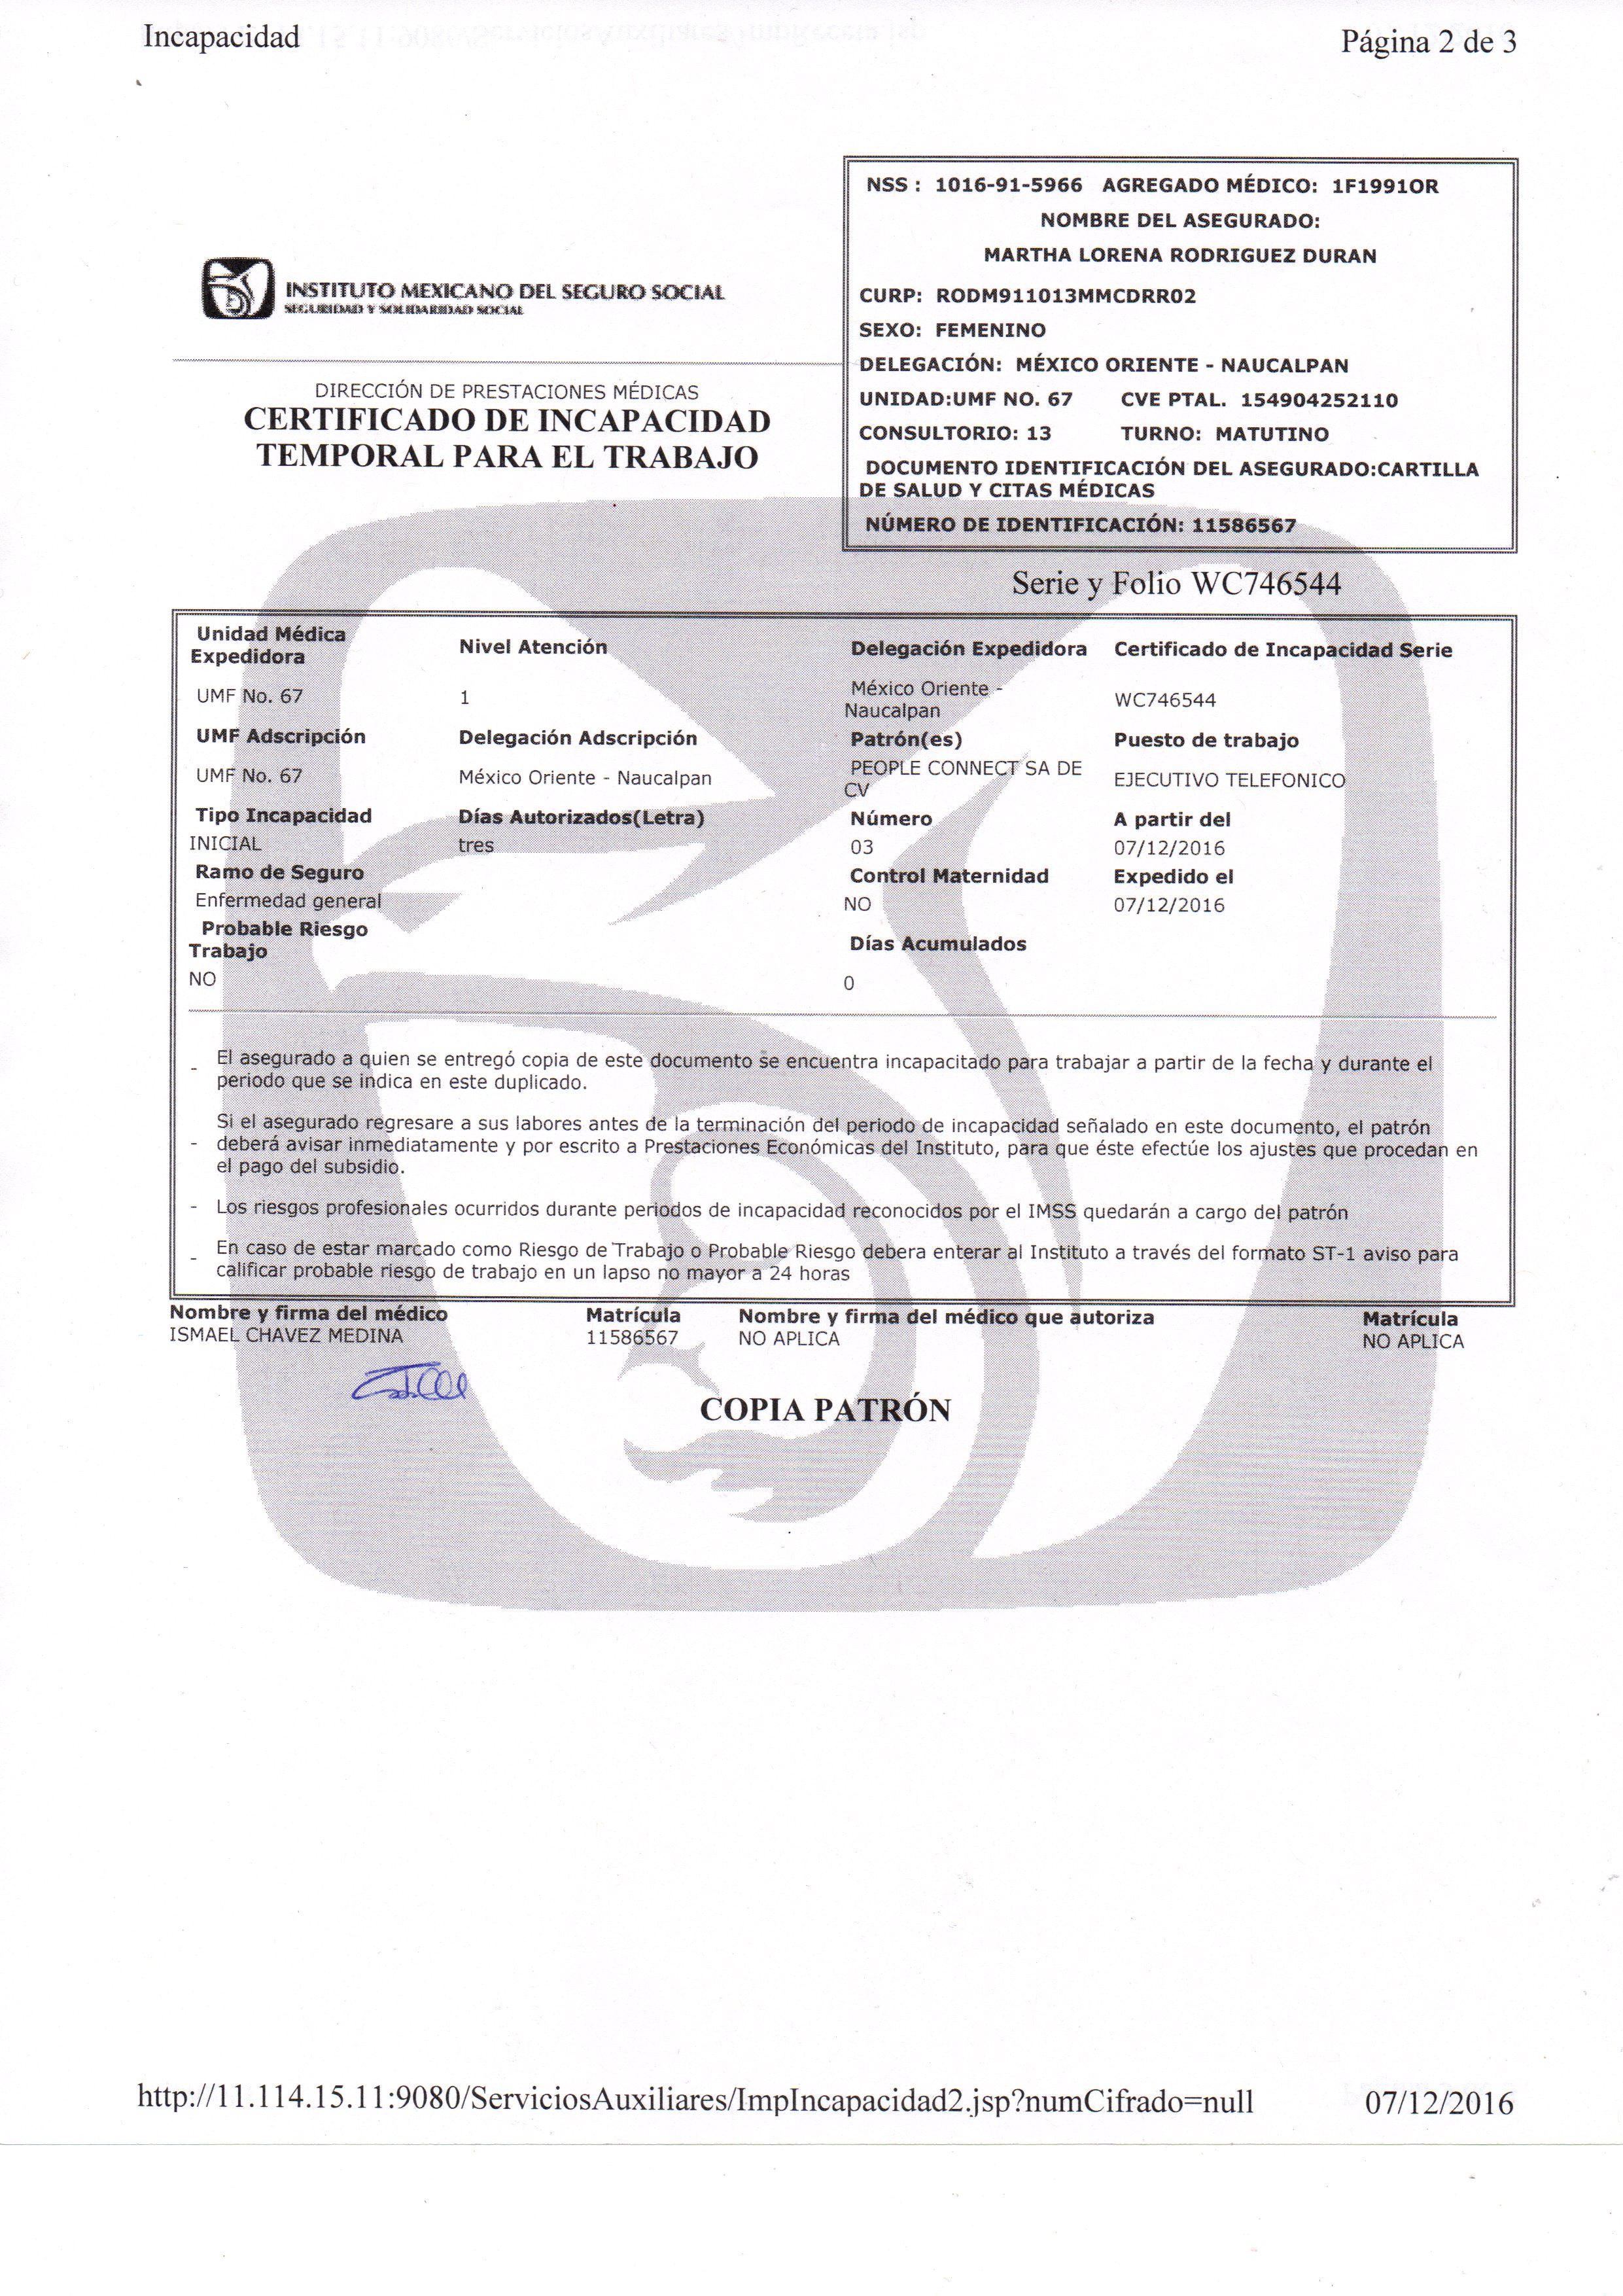 Incapacidad
Página 2 de 3
NSS : 1016-91-5966 AGREGADO MÉDICO: 1F1991OR
NOMBRE DEL ASEGURADO:
MARTHA LORENA RODRIGUEZ DURAN
CURP: RODM911013MMCDRR02
SEXO: FEMENINO
DELEGACIÓN: MÉXICO ORIENTE - NAUCALPAN
UNIDAD:UMF NO. 67 CVE PTAL. 154904252110
CONSULTORIO: 13 TURNO: MATUTINO
DOCUMENTO IDENTIFICACIÓN DEL ASEGURADO:CARTILLA
DE SALUD Y CITAS MÉDICAS
NÚMERO DE IDENTIFICACIÓN: 11586567
INSTITUTO MEXICANO DEL SEGURO SOCIAL
SEGURIDAD Y SOLIDARIDAD SOCIAL
DIRECCIÓN DE PRESTACIONES MÉDICAS
CERTIFICADO DE INCAPACIDAD
TEMPORAL PARA EL TRABAJO
Serie y Folio WC746544
Unidad Médica
Expedidora
Nivel Atención
Delegación Expedidora
Certificado de Incapacidad Serie
UMF No. 67
1
México Oriente -
Naucalpan
WC746544
UMF Adscripción
Delegación Adscripción
Patrón(es)
Puesto de trabajo
UMF No. 67
México Oriente - Naucalpan
PEOPLE CONNECT SA DE
CV
EJECUTIVO TELEFONICO
Tipo Incapacidad
Días Autorizados(Letra)
Número
A partir del
INICIAL
tres
03
07/12/2016
Ramo de Seguro
Control Maternidad
Expedido el
Enfermedad general
NO
07/12/2016
Probable Riesgo
Trabajo
Días Acumulados
NO
0
- El asegurado a quien se entregó copia de este documento se encuentra incapacitado para trabajar a partir de la fecha y durante el
periodo que se indica en este duplicado.
Si el asegurado regresare a sus labores antes de la terminación del periodo de incapacidad señalado en este documento, el patrón
- deberá avisar inmediatamente y por escrito a Prestaciones Económicas del Instituto, para que éste efectúe los ajustes que procedan en
el pago del subsidio.
- Los riesgos profesionales ocurridos durante periodos de incapacidad reconocidos por el IMSS quedarán a cargo del patrón
- En caso de estar marcado como Riesgo de Trabajo o Probable Riesgo debera enterar al Instituto a través del formato ST-1 aviso para
calificar probable riesgo de trabajo en un lapso no mayor a 24 horas
Nombre y firma del médico
Matrícula
Nombre y firma del médico que autoriza
Matrícula
ISMAEL CHAVEZ MEDINA
11586567
NO APLICA
NO APLICA
COPIA PATRÓN
http://11.114.15.11:9080/ServiciosAuxiliares/ImpIncapacidad2.jsp?numCifrado=null
07/12/2016